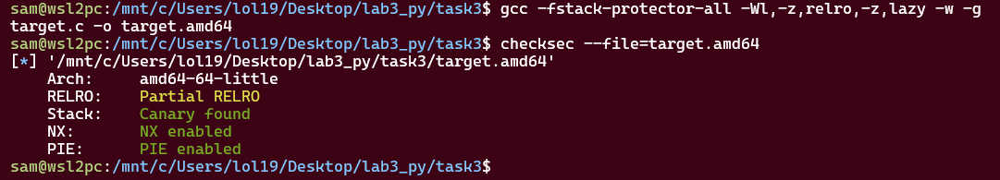 sam@wsl2pc:/mnt/c/Users/lol19/Desktop/lab3_py/task3$ gcc -fstack-protector-all -Wl,-z,relro,-z,lazy -w -g
target.c -o target.amd64
sam@wsl2pc:/mnt/c/Users/lol19/Desktop/lab3_py/task3$ checksec --file=target.amd64
[*] '/mnt/c/Users/lol19/Desktop/lab3_py/task3/target.amd64'
    Arch:     amd64-64-little
    RELRO:    Partial RELRO
    Stack:    Canary found
    NX:       NX enabled
    PIE:      PIE enabled
sam@wsl2pc:/mnt/c/Users/lol19/Desktop/lab3_py/task3$